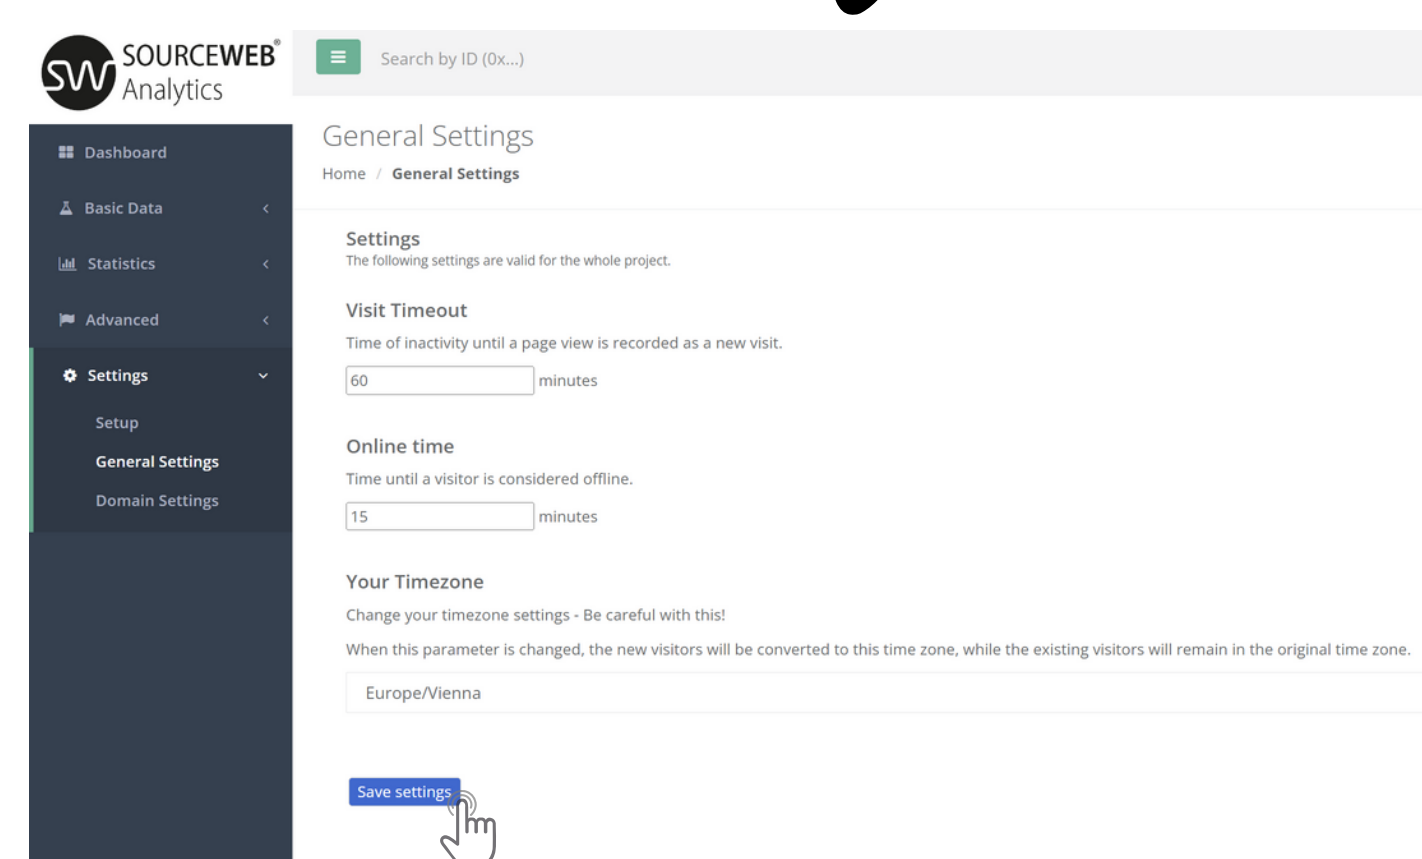 SOURCEWEB®
Analytics
Search by ID (0x...)
Dashboard
Basic Data
Statistics
Advanced
Settings
Setup
General Settings
Domain Settings
General Settings
Home / General Settings
Settings
The following settings are valid for the whole project.
Visit Timeout
Time of inactivity until a page view is recorded as a new visit.
60 minutes
Online time
Time until a visitor is considered offline.
15 minutes
Your Timezone
Change your timezone settings - Be careful with this!
When this parameter is changed, the new visitors will be converted to this time zone, while the existing visitors will remain in the original time zone.
Europe/Vienna
Save settings